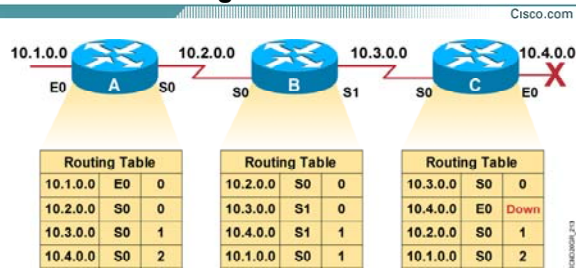 Cisco.com
10.1.0.0 10.2.0.0 10.3.0.0 10.4.0.0
A B C X
E0 S0 S0 S1 S0 E0
Routing Table Routing Table Routing Table
10.1.0.0 E0 0 10.2.0.0 S0 0 10.3.0.0 S0 0
10.2.0.0 S0 0 10.3.0.0 S1 0 10.4.0.0 E0 Down
10.3.0.0 S0 1 10.4.0.0 S1 1 10.2.0.0 S0 1
10.4.0.0 S0 2 10.1.0.0 S0 1 10.1.0.0 S0 2